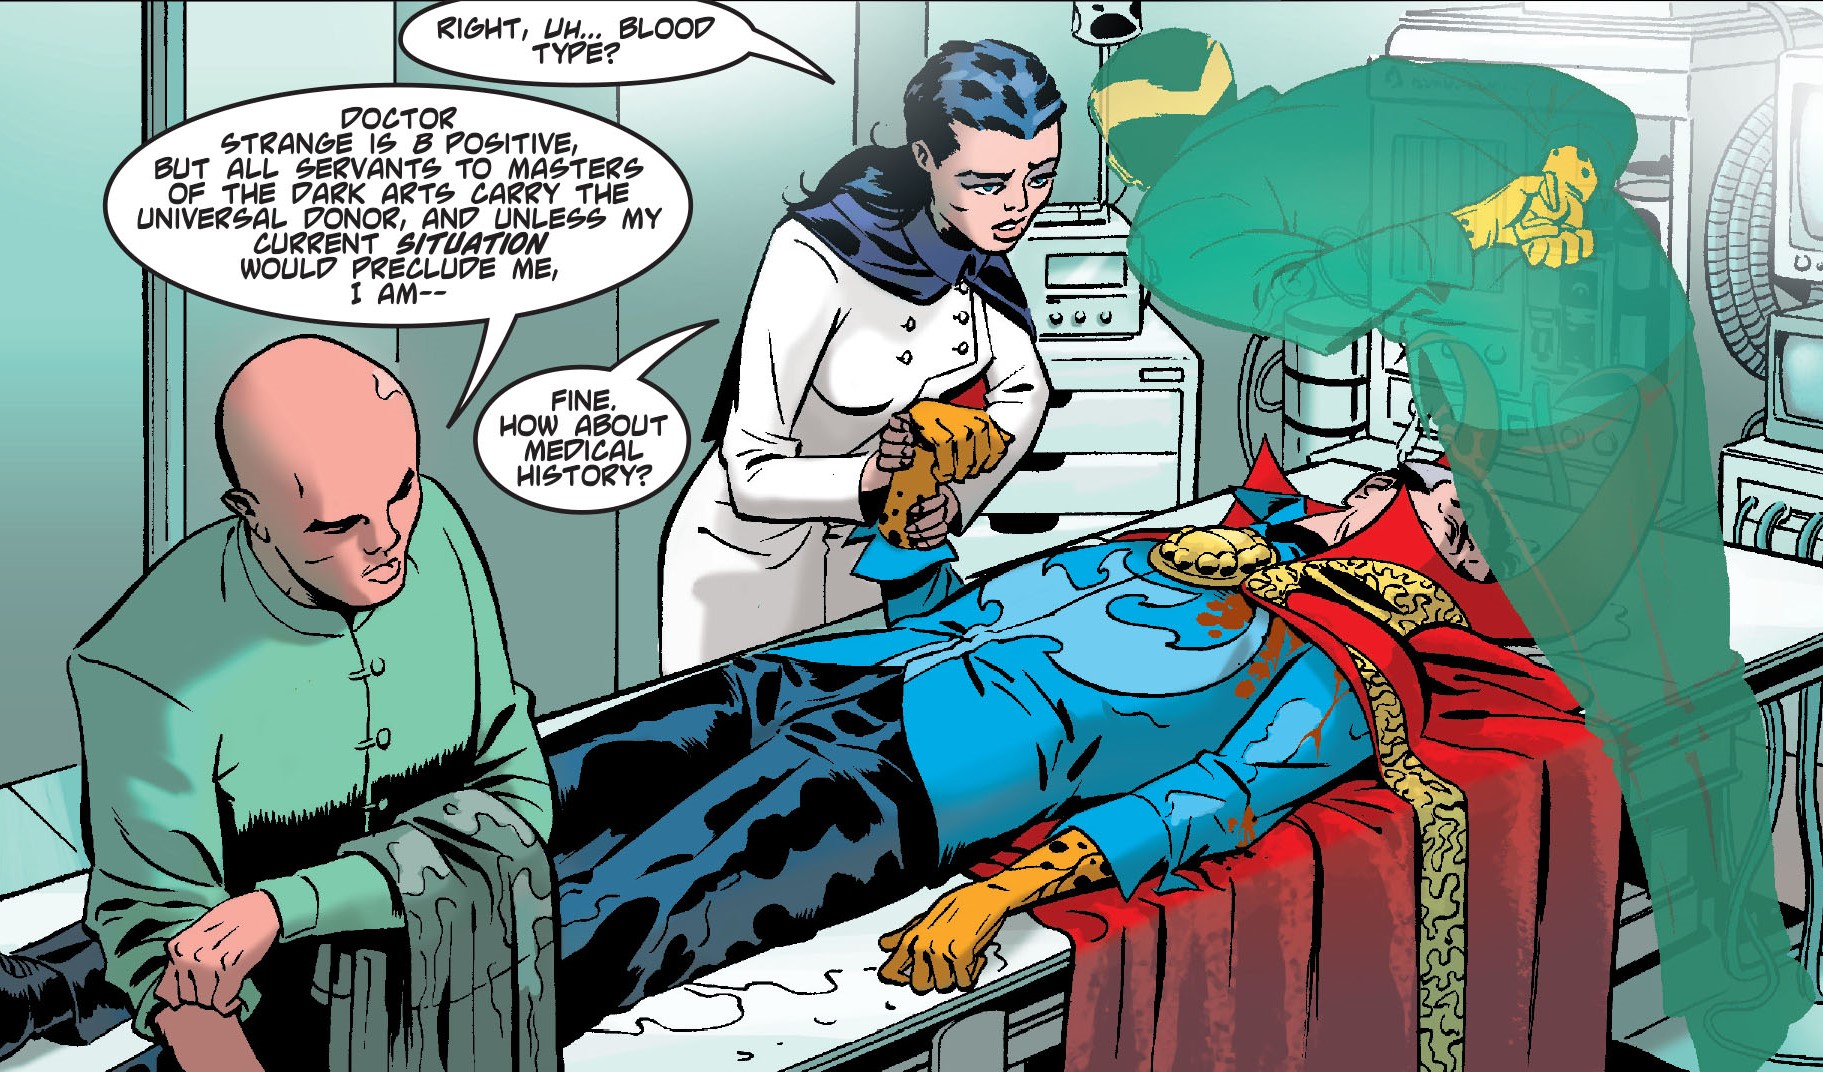 RIGHT, UH... BLOOD
TYPE?
DOCTOR
STRANGE IS B POSITIVE,
BUT ALL SERVANTS TO MASTERS
OF THE DARK ARTS CARRY THE
UNIVERSAL DONOR, AND UNLESS MY
CURRENT SITUATION
WOULD PRECLUDE ME,
I AM--
FINE.
HOW ABOUT
MEDICAL
HISTORY?